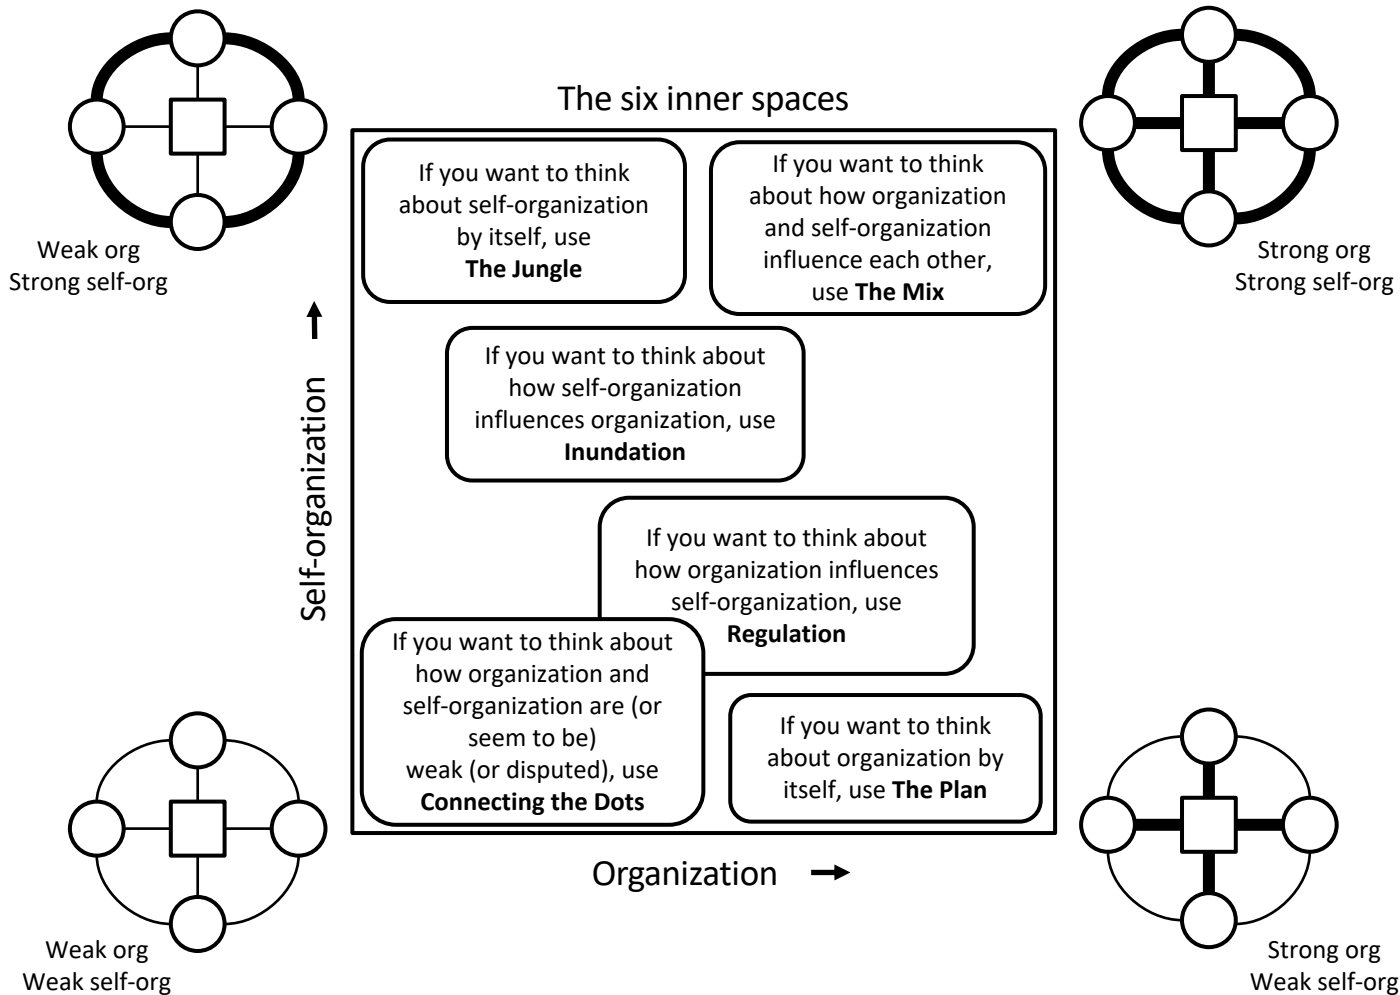 The six inner spaces
Weak org
Strong self-org
Strong org
Strong self-org
If you want to think
about self-organization
by itself, use
The Jungle
If you want to think
about how organization
and self-organization
influence each other,
use The Mix
If you want to think about
how self-organization
influences organization, use
Inundation
If you want to think about
how organization influences
self-organization, use
Regulation
If you want to think about
how organization and
self-organization are (or
seem to be)
weak (or disputed), use
Connecting the Dots
If you want to think
about organization by
itself, use The Plan
Self-organization
Organization
Weak org
Weak self-org
Strong org
Weak self-org